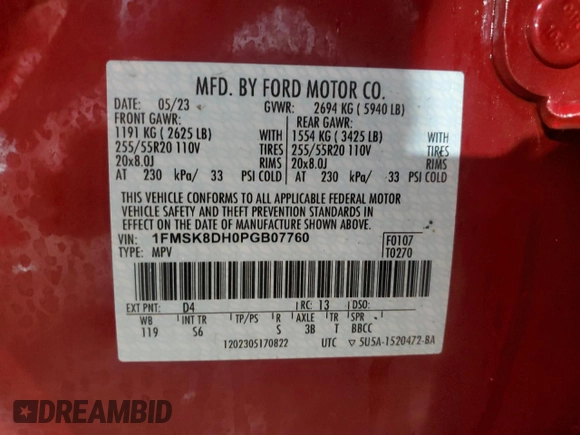 MFD. BY FORD MOTOR CO.
DATE: 05/23 GVWR: 2694 KG ( 5940 LB)
FRONT GAWR: REAR GAWR:
1191 KG ( 2625 LB) WITH 1554 KG ( 3425 LB) WITH
255/55R20 110V TIRES 255/55R20 110V TIRES
20x8.0J RIMS 20x8.0J RIMS
AT 230 kPa/ 33 PSI COLD AT 230 kPa/ 33 PSI COLD
THIS VEHICLE CONFORMS TO ALL APPLICABLE FEDERAL MOTOR
VEHICLE SAFETY AND THEFT PREVENTION STANDARDS IN
EFFECT ON THE DATE OF MANUFACTURE SHOWN ABOVE.
VIN: 1FMSK8DH0PGB07760 F0107
TYPE: MPV T0270
EXT PNT: D4 RC: 13 DSO:
WB INT TR TP/PS R AXLE TR SPR
119 S6 S 3B T BBCC
1202305170822 UTC ▽ 5U5A-1520472-BA
DREAMBID